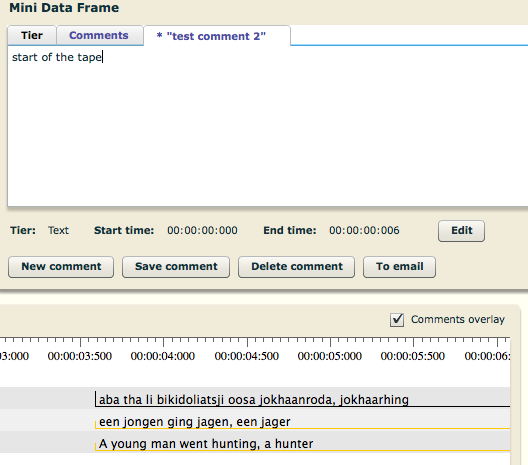 Mini Data Frame
Tier Comments * "test comment 2"
start of the tape
Tier: Text Start time: 00:00:00:000 End time: 00:00:00:006 Edit
New comment Save comment Delete comment To email
Comments overlay
03:000 00:00:03:500 00:00:04:000 00:00:04:500 00:00:05:000 00:00:05:500 00:00:06:
aba tha li bikidoliatsji oosa jokhaanroda, jokhaarhing
een jongen ging jagen, een jager
A young man went hunting, a hunter